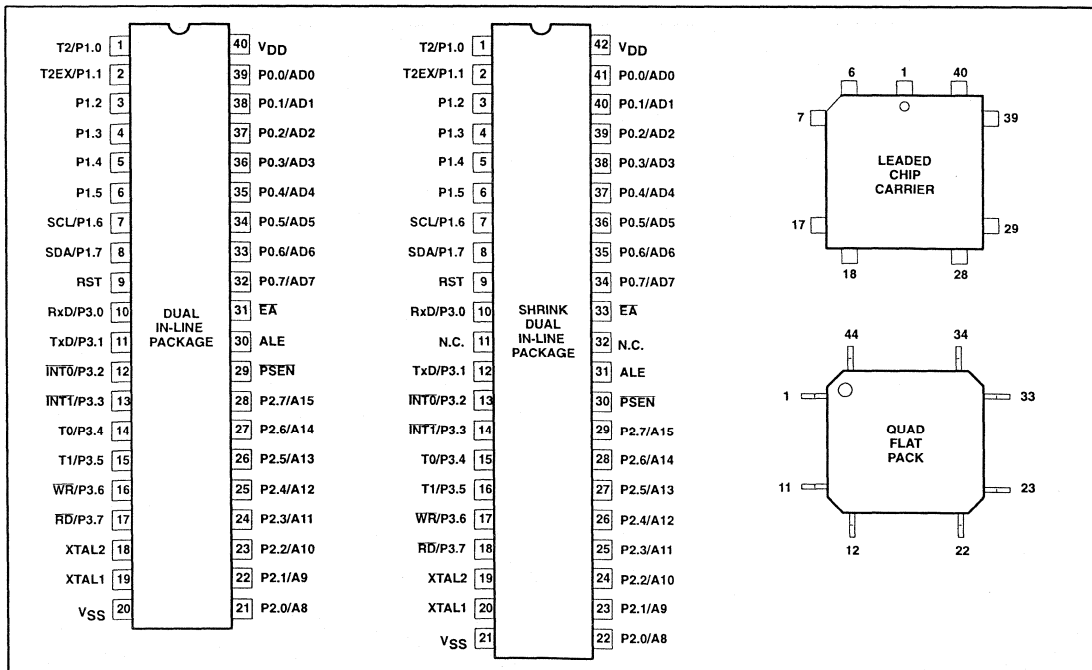 T2/P1.0 1
T2EX/P1.1 2
P1.2 3
P1.3 4
P1.4 5
P1.5 6
SCL/P1.6 7
SDA/P1.7 8
RST 9
RxD/P3.0 10
TxD/P3.1 11
INT0/P3.2 12
INT1/P3.3 13
T0/P3.4 14
T1/P3.5 15
WR/P3.6 16
RD/P3.7 17
XTAL2 18
XTAL1 19
VSS 20
DUAL
IN-LINE
PACKAGE
40 VDD
39 P0.0/AD0
38 P0.1/AD1
37 P0.2/AD2
36 P0.3/AD3
35 P0.4/AD4
34 P0.5/AD5
33 P0.6/AD6
32 P0.7/AD7
31 EA
30 ALE
29 PSEN
28 P2.7/A15
27 P2.6/A14
26 P2.5/A13
25 P2.4/A12
24 P2.3/A11
23 P2.2/A10
22 P2.1/A9
21 P2.0/A8
T2/P1.0 1
T2EX/P1.1 2
P1.2 3
P1.3 4
P1.4 5
P1.5 6
SCL/P1.6 7
SDA/P1.7 8
RST 9
RxD/P3.0 10
N.C. 11
TxD/P3.1 12
INT0/P3.2 13
INT1/P3.3 14
T0/P3.4 15
T1/P3.5 16
WR/P3.6 17
RD/P3.7 18
XTAL2 19
XTAL1 20
VSS 21
SHRINK
DUAL
IN-LINE
PACKAGE
42 VDD
41 P0.0/AD0
40 P0.1/AD1
39 P0.2/AD2
38 P0.3/AD3
37 P0.4/AD4
36 P0.5/AD5
35 P0.6/AD6
34 P0.7/AD7
33 EA
32 N.C.
31 ALE
30 PSEN
29 P2.7/A15
28 P2.6/A14
27 P2.5/A13
26 P2.4/A12
25 P2.3/A11
24 P2.2/A10
23 P2.1/A9
22 P2.0/A8
6 1 40
7 39
LEADED
CHIP
CARRIER
17 29
18 28
44 34
1 33
QUAD
FLAT
PACK
11 23
12 22